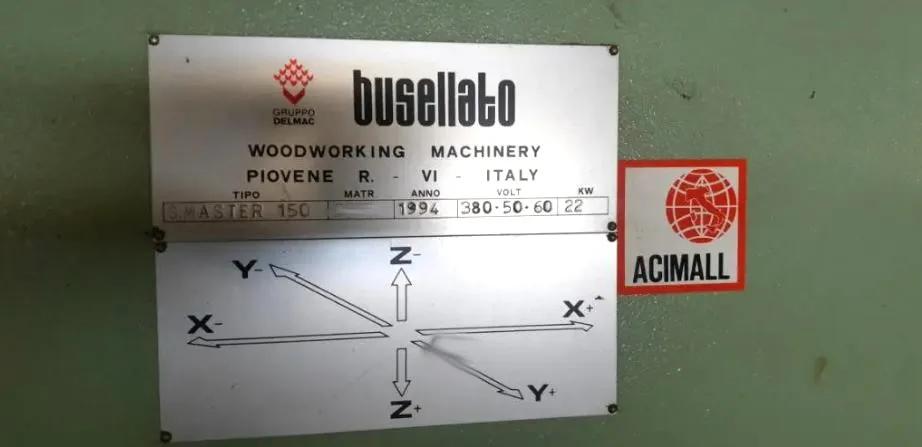 GRUPPO
DELMAC
busellato
WOODWORKING MACHINERY
PIOVENE R. - VI - ITALY
TIPO MATR ANNO VOLT KW
S.MASTER 150 1994 380·50·60 22
ACIMALL
Z-
Y-
X+
X-
Y+
Z+